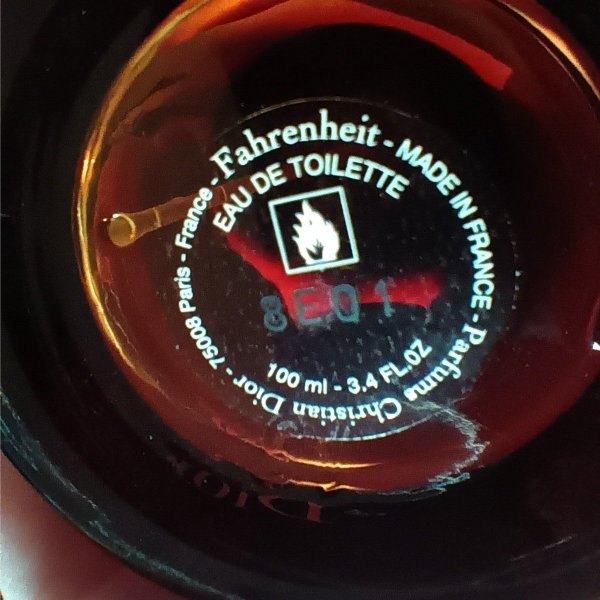 Fahrenheit - MADE IN FRANCE - Parfums Christian Dior - 75008 Paris - France -
EAU DE TOILETTE
8E01
100 ml - 3.4 FL.OZ
Dior